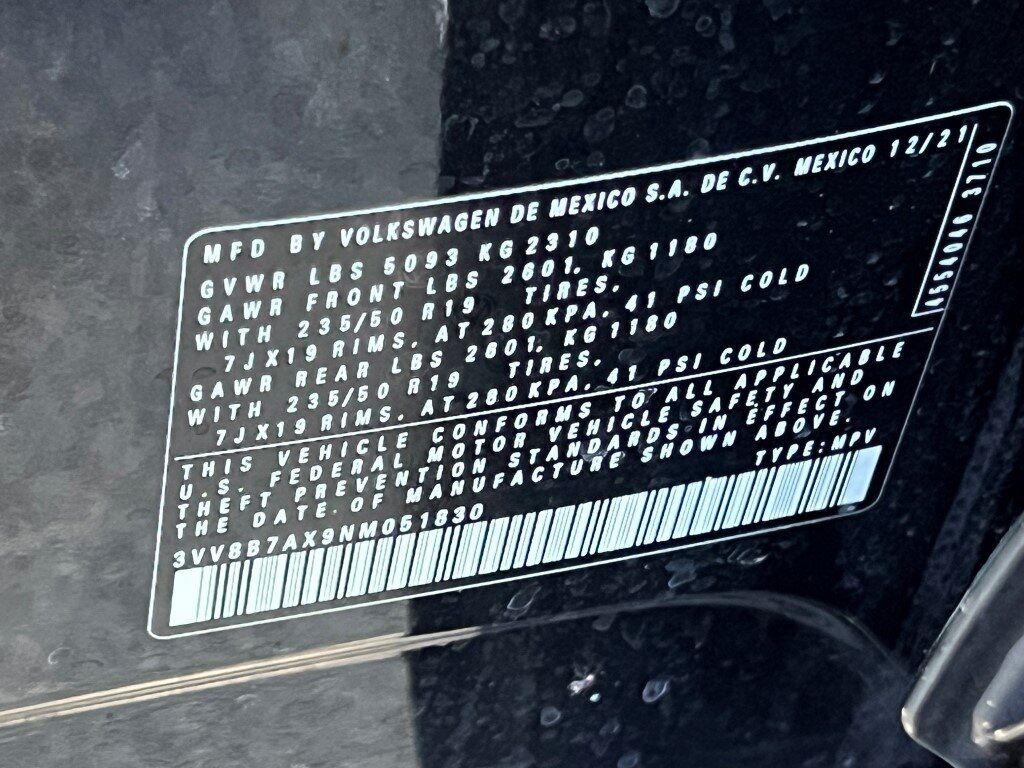 MFD BY VOLKSWAGEN DE MEXICO S.A. DE C.V. MEXICO 12/21
GVWR LBS 5093 KG 2310
GAWR FRONT LBS 2601. KG 1180
WITH 235/50 R19 TIRES.
7JX19 RIMS. AT 280 KPA. 41 PSI COLD
GAWR REAR LBS 2601. KG 1180
WITH 235/50 R19 TIRES.
7JX19 RIMS. AT 280 KPA. 41 PSI COLD
THIS VEHICLE CONFORMS TO ALL APPLICABLE
U.S. FEDERAL MOTOR VEHICLE SAFETY AND
THEFT PREVENTION STANDARDS IN EFFECT ON
THE DATE OF MANUFACTURE SHOWN ABOVE.
TYPE:MPV
3VV8B7AX9NM051830